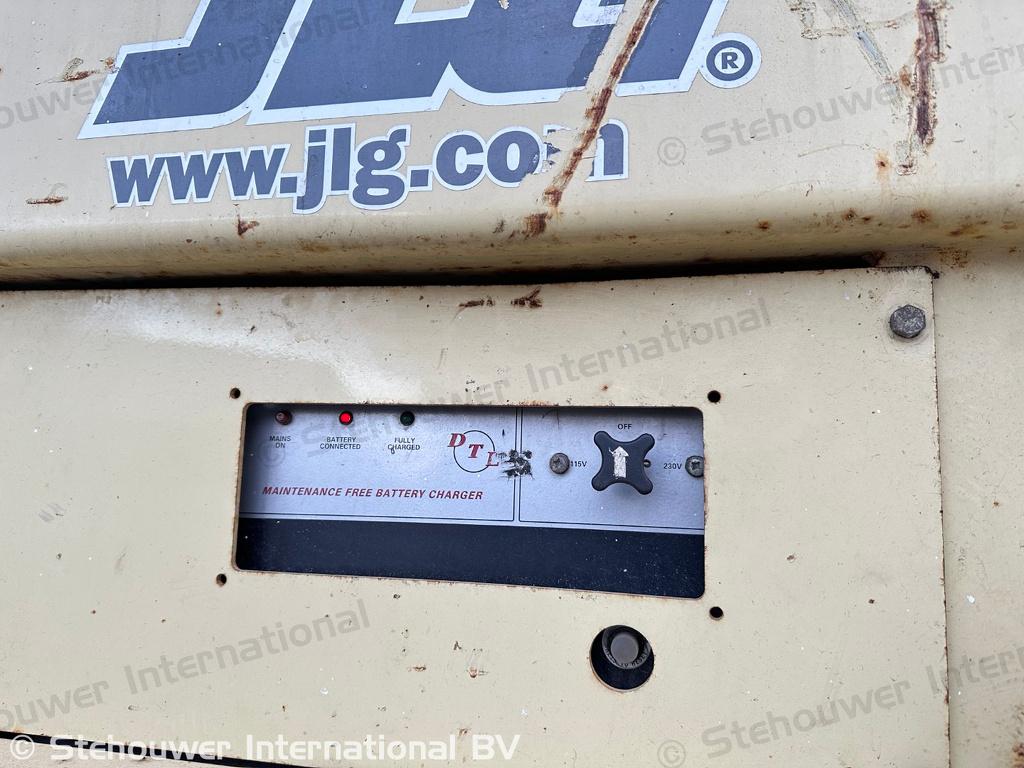 JLG®
www.jlg.com
MAINS ON
BATTERY CONNECTED
FULLY CHARGED
DTL
OFF
115V
230V
MAINTENANCE FREE BATTERY CHARGER
© Stehouwer International
© Stehouwer International BV